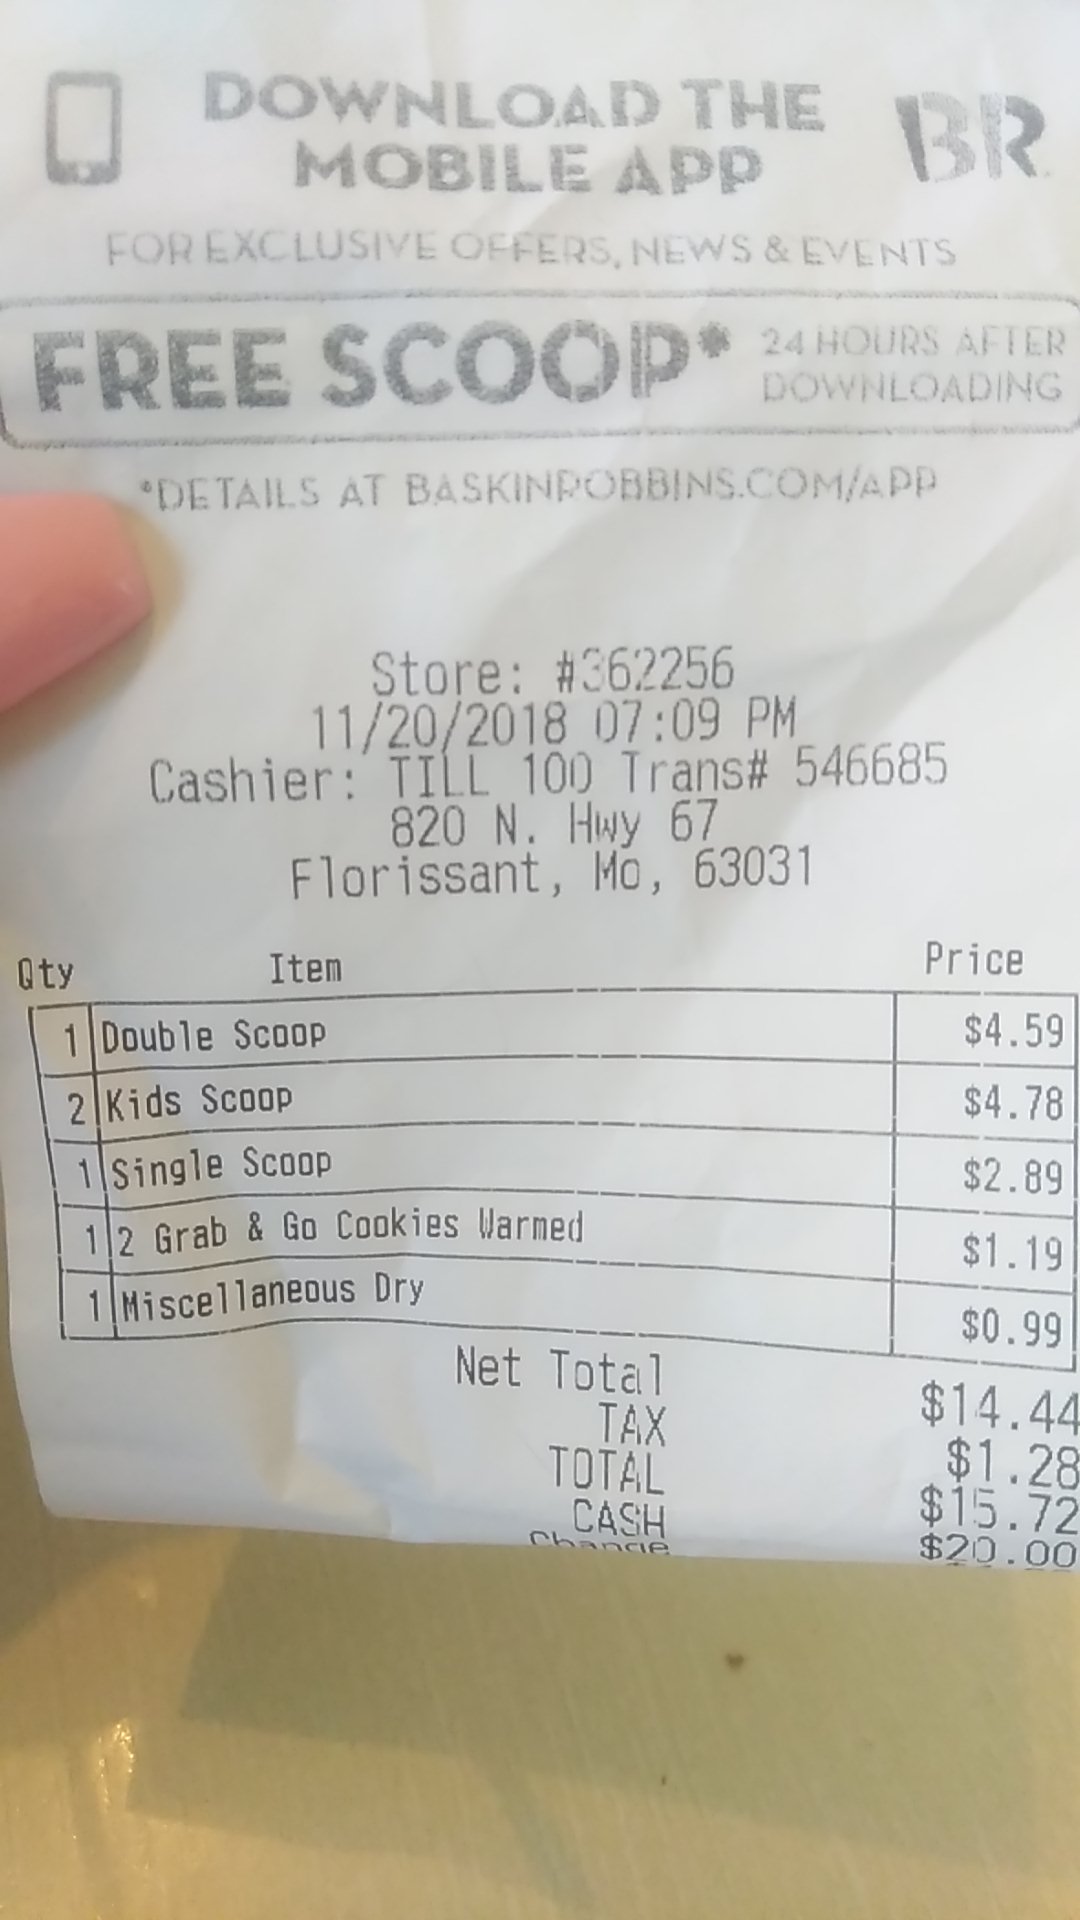 DOWNLOAD THE
MOBILE APP
BR
FOR EXCLUSIVE OFFERS, NEWS & EVENTS
FREE SCOOP* 24 HOURS AFTER
DOWNLOADING
*DETAILS AT BASKINROBBINS.COM/APP
Store: #362256
11/20/2018 07:09 PM
Cashier: TILL 100 Trans# 546685
820 N. Hwy 67
Florissant, Mo, 63031
Qty Item Price
1 Double Scoop $4.59
2 Kids Scoop $4.78
1 Single Scoop $2.89
1 2 Grab & Go Cookies Warmed $1.19
1 Miscellaneous Dry $0.99
Net Total $14.44
TAX $1.28
TOTAL $15.72
CASH $20.00
Change